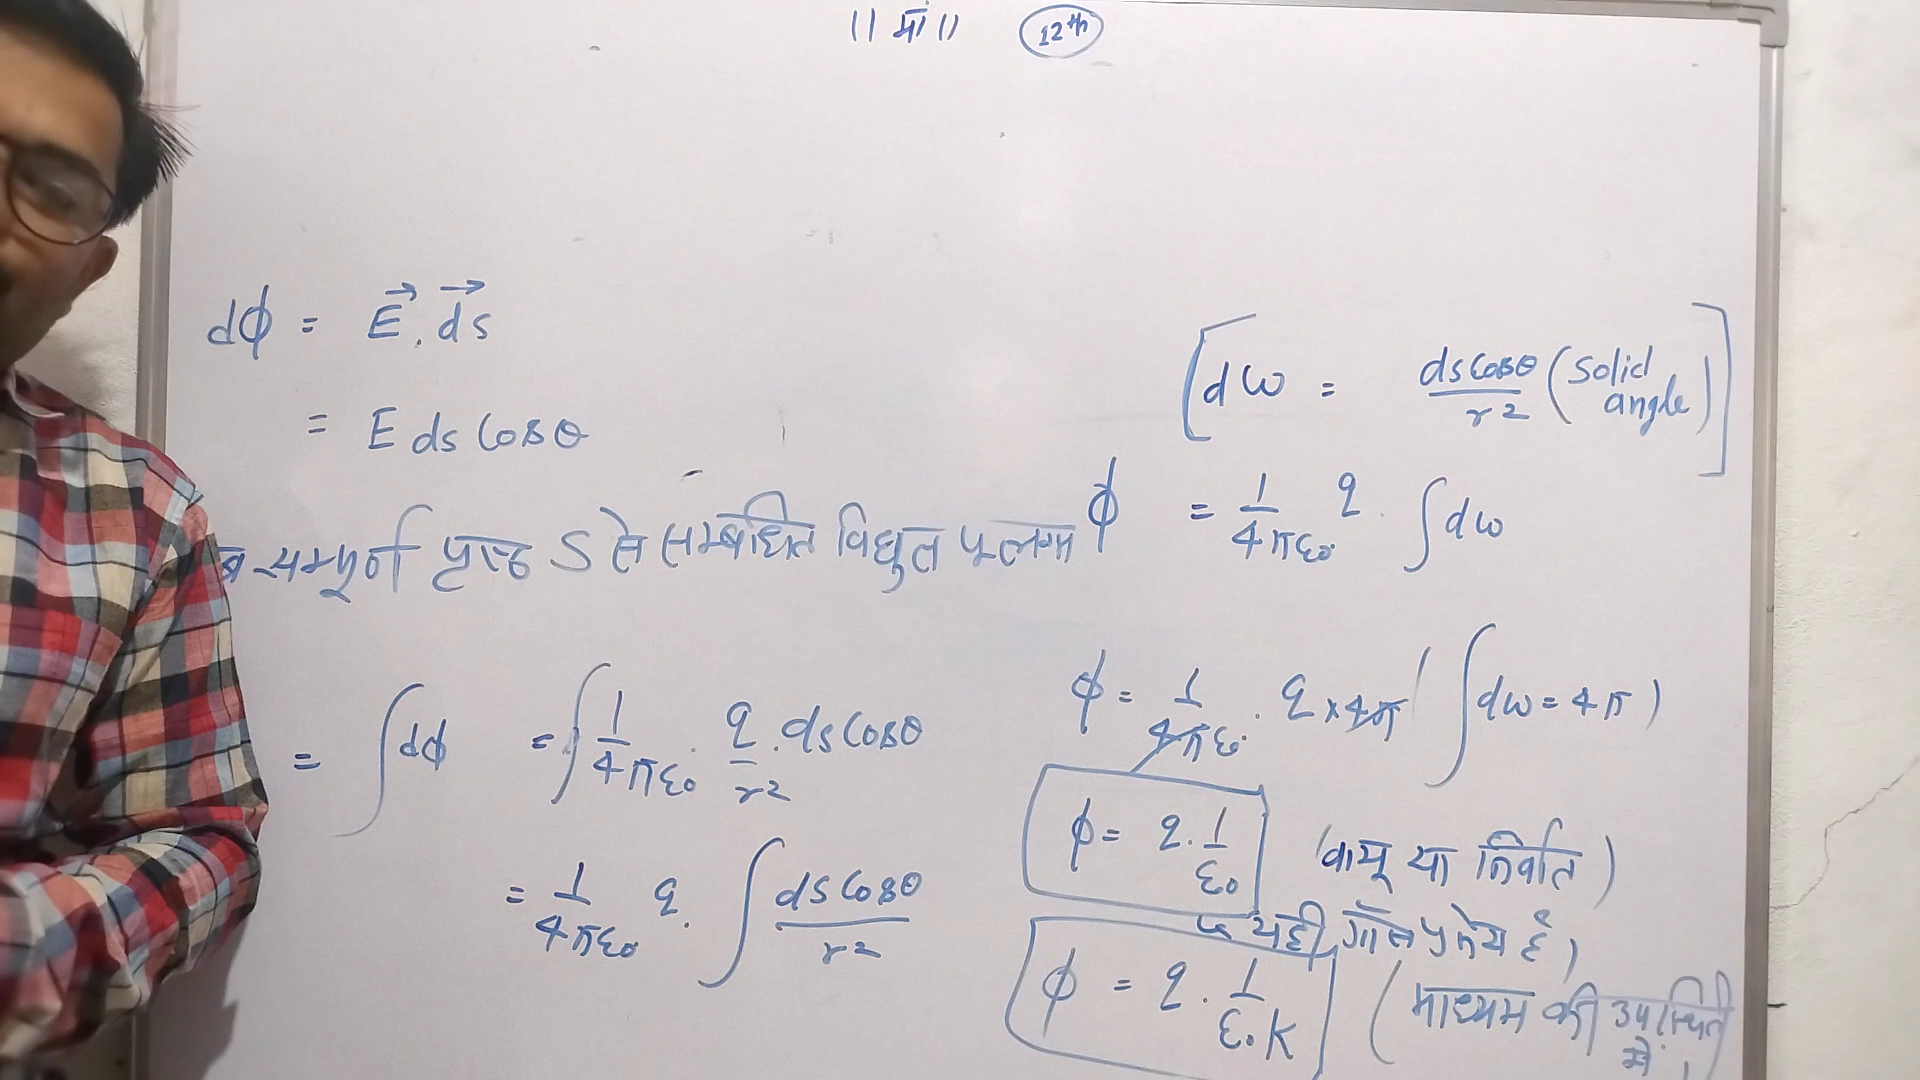 ।। माँ ।। 12th
dφ = E⃗ . ds⃗
= E ds Cosθ
ब सम्पूर्ण पृष्ठ S से सम्बंधित विधुत फ्लक्स
= ∫dφ = ∫ 1/4πε₀ . q/r² . ds Cosθ
= 1/4πε₀ q . ∫ ds Cosθ/r²
[dω = ds Cosθ/r² (solid angle)]
φ = 1/4πε₀ q . ∫dω
φ = 1/4πε₀ . q × 4π ( ∫dω = 4π )
φ = q . 1/ε₀ (वायू या निर्वात)
यही गॉस प्रमेय है,
φ = q . 1/ε₀K (माध्यम की उपस्थिति
में)